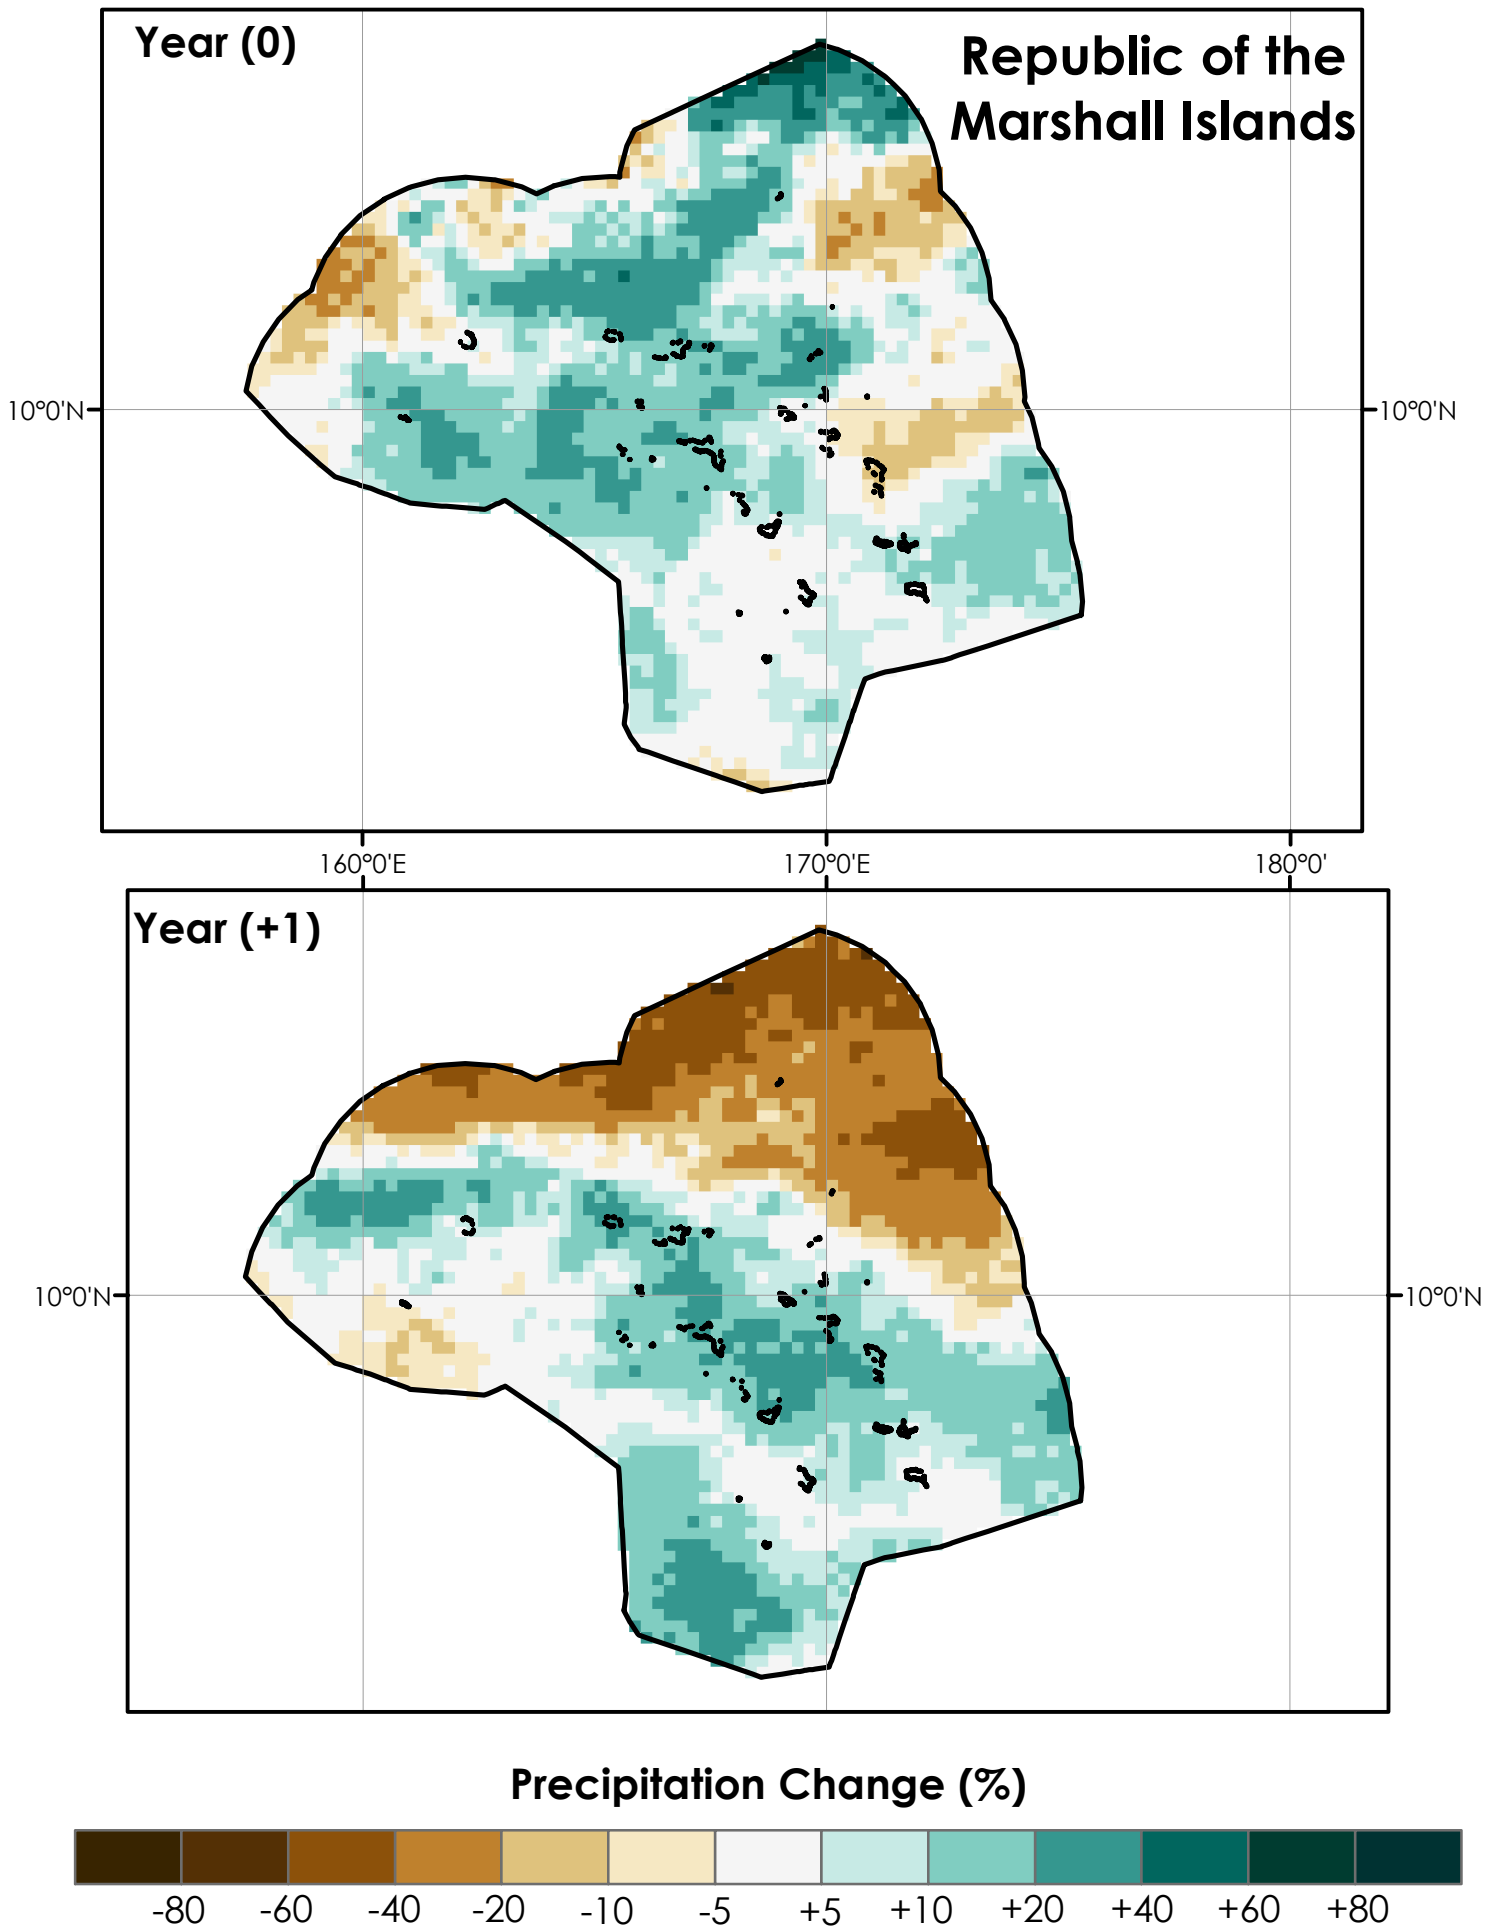 Year (0)
Republic of the
Marshall Islands
10°0'N
10°0'N
160°0'E
170°0'E
180°0'
Year (+1)
10°0'N
10°0'N
Precipitation Change (%)
-80 -60 -40 -20 -10 -5 +5 +10 +20 +40 +60 +80